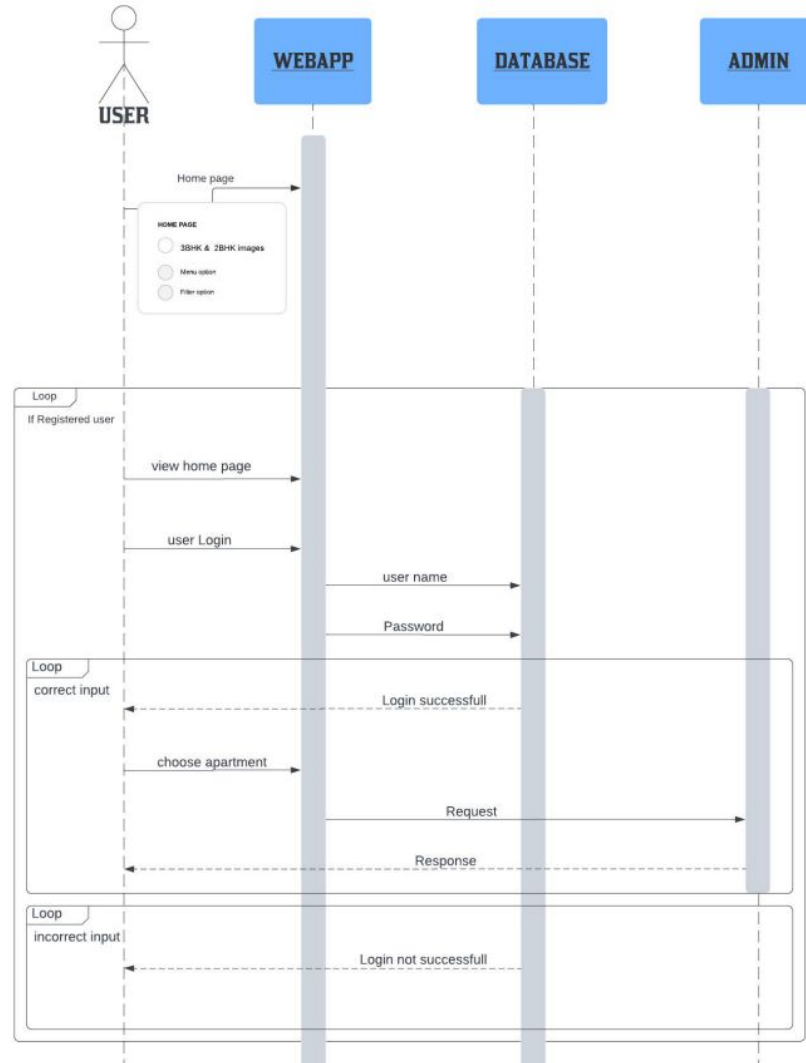 WEBAPP
DATABASE
ADMIN
USER
Home page
HOME PAGE
3BHK & 2BHK images
Menu option
Filter option
Loop
If Registered user
view home page
user Login
user name
Password
Loop
correct input
Login successfull
choose apartment
Request
Response
Loop
incorrect input
Login not successfull